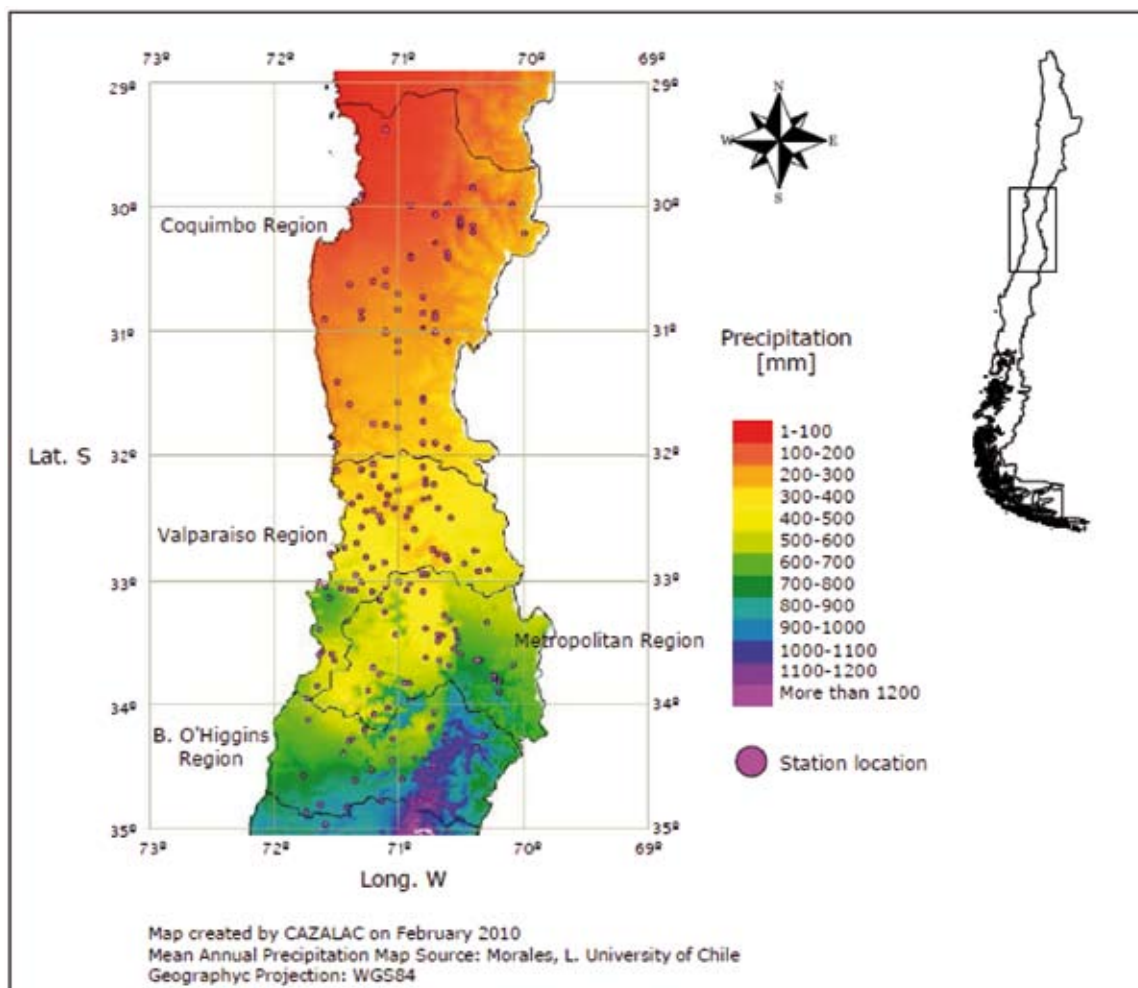 73º 72º 71º 70º 69º
29º 29º
30º 30º
31º 31º
32º 32º
33º 33º
34º 34º
35º 35º
73º 72º 71º 70º 69º
Lat. S
Long. W
Coquimbo Region
Valparaiso Region
Metropolitan Region
B. O'Higgins
Region
N
W E
S
Precipitation
[mm]
1-100
100-200
200-300
300-400
400-500
500-600
600-700
700-800
800-900
900-1000
1000-1100
1100-1200
More than 1200
Station location
Map created by CAZALAC on February 2010
Mean Annual Precipitation Map Source: Morales, L. University of Chile
Geographyc Projection: WGS84